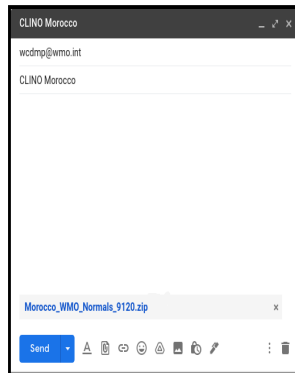 CLINO Morocco
wcdmp@wmo.int
CLINO Morocco
Morocco_WMO_Normals_9120.zip
Send